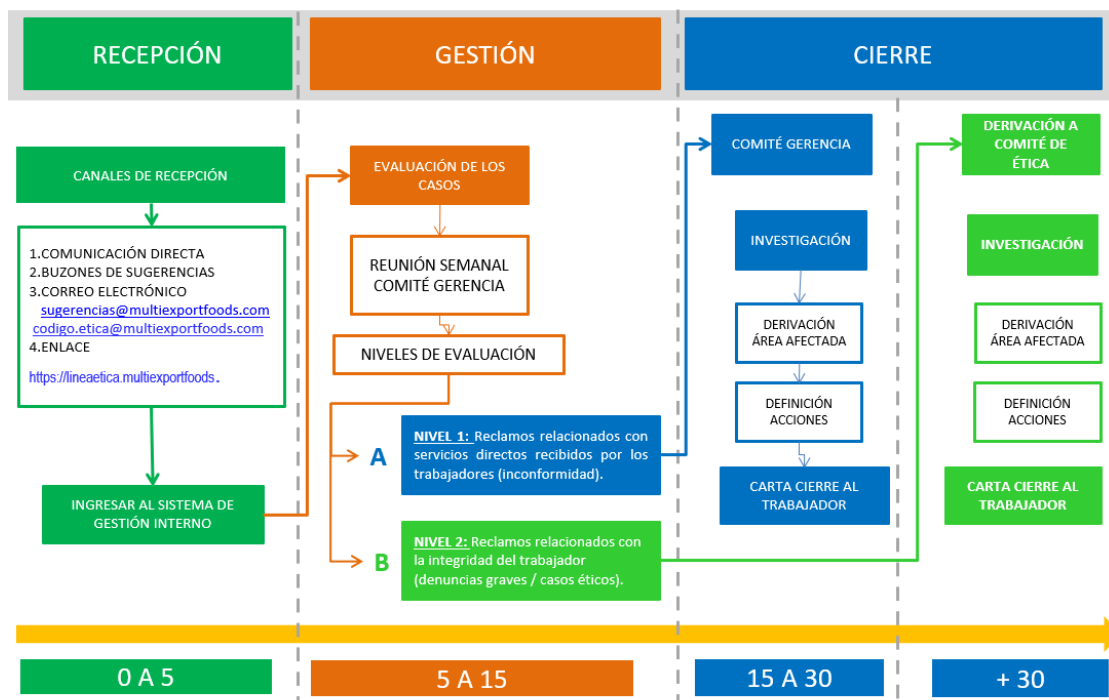 RECEPCIÓN
GESTIÓN
CIERRE
CANALES DE RECEPCIÓN
1.COMUNICACIÓN DIRECTA
2.BUZONES DE SUGERENCIAS
3.CORREO ELECTRÓNICO
sugerencias@multiexportfoods.com
codigo.etica@multiexportfoods.com
4.ENLACE
https://lineaetica.multiexportfoods.
INGRESAR AL SISTEMA DE
GESTIÓN INTERNO
EVALUACIÓN DE LOS
CASOS
REUNIÓN SEMANAL
COMITÉ GERENCIA
NIVELES DE EVALUACIÓN
A
NIVEL 1: Reclamos relacionados con
servicios directos recibidos por los
trabajadores (inconformidad).
B
NIVEL 2: Reclamos relacionados con
la integridad del trabajador
(denuncias graves / casos éticos).
COMITÉ GERENCIA
INVESTIGACIÓN
DERIVACIÓN
ÁREA AFECTADA
DEFINICIÓN
ACCIONES
CARTA CIERRE AL
TRABAJADOR
DERIVACIÓN A
COMITÉ DE
ÉTICA
INVESTIGACIÓN
DERIVACIÓN
ÁREA AFECTADA
DEFINICIÓN
ACCIONES
CARTA CIERRE AL
TRABAJADOR
0 A 5
5 A 15
15 A 30
+ 30